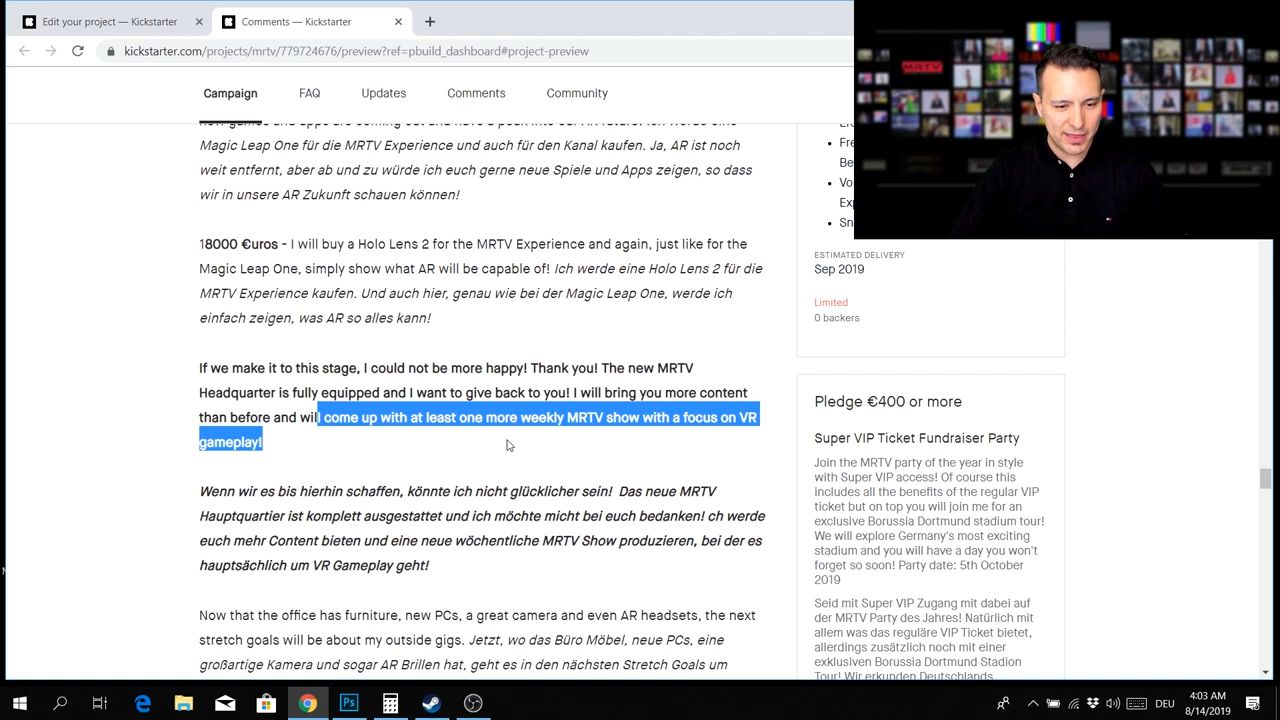 Edit your project — Kickstarter
Comments — Kickstarter
kickstarter.com/projects/mrtv/779724676/preview?ref=pbuild_dashboard#project-preview
MRTV
Campaign
FAQ
Updates
Comments
Community
Magic Leap One für die MRTV Experience und auch für den Kanal kaufen. Ja, AR ist noch
weit entfernt, aber ab und zu würde ich euch gerne neue Spiele und Apps zeigen, so dass
wir in unsere AR Zukunft schauen können!
18000 €uros - I will buy a Holo Lens 2 for the MRTV Experience and again, just like for the
Magic Leap One, simply show what AR will be capable of! Ich werde eine Holo Lens 2 für die
MRTV Experience kaufen. Und auch hier, genau wie bei der Magic Leap One, werde ich
einfach zeigen, was AR so alles kann!
If we make it to this stage, I could not be more happy! Thank you! The new MRTV
Headquarter is fully equipped and I want to give back to you! I will bring you more content
than before and will come up with at least one more weekly MRTV show with a focus on VR
gameplay!
Wenn wir es bis hierhin schaffen, könnte ich nicht glücklicher sein! Das neue MRTV
Hauptquartier ist komplett ausgestattet und ich möchte micht bei euch bedanken! ch werde
euch mehr Content bieten und eine neue wöchentliche MRTV Show produzieren, bei der es
hauptsächlich um VR Gameplay geht!
Now that the office has furniture, new PCs, a great camera and even AR headsets, the next
stretch goals will be about my outside gigs. Jetzt, wo das Büro Möbel, neue PCs, eine
großartige Kamera und sogar AR Brillen hat, geht es in den nächsten Stretch Goals um
ESTIMATED DELIVERY
Sep 2019
Limited
0 backers
Pledge €400 or more
Super VIP Ticket Fundraiser Party
Join the MRTV party of the year in style
with Super VIP access! Of course this
includes all the benefits of the regular VIP
ticket but on top you will join me for an
exclusive Borussia Dortmund stadium tour!
We will explore Germany's most exciting
stadium and you will have a day you won't
forget so soon! Party date: 5th October
2019
Seid mit Super VIP Zugang mit dabei auf
der MRTV Party des Jahres! Natürlich mit
allem was das reguläre VIP Ticket bietet,
allerdings zusätzlich noch mit einer
exklusiven Borussia Dortmund Stadion
Tour! Wir erkunden Deutschlands
DEU
4:03 AM
8/14/2019